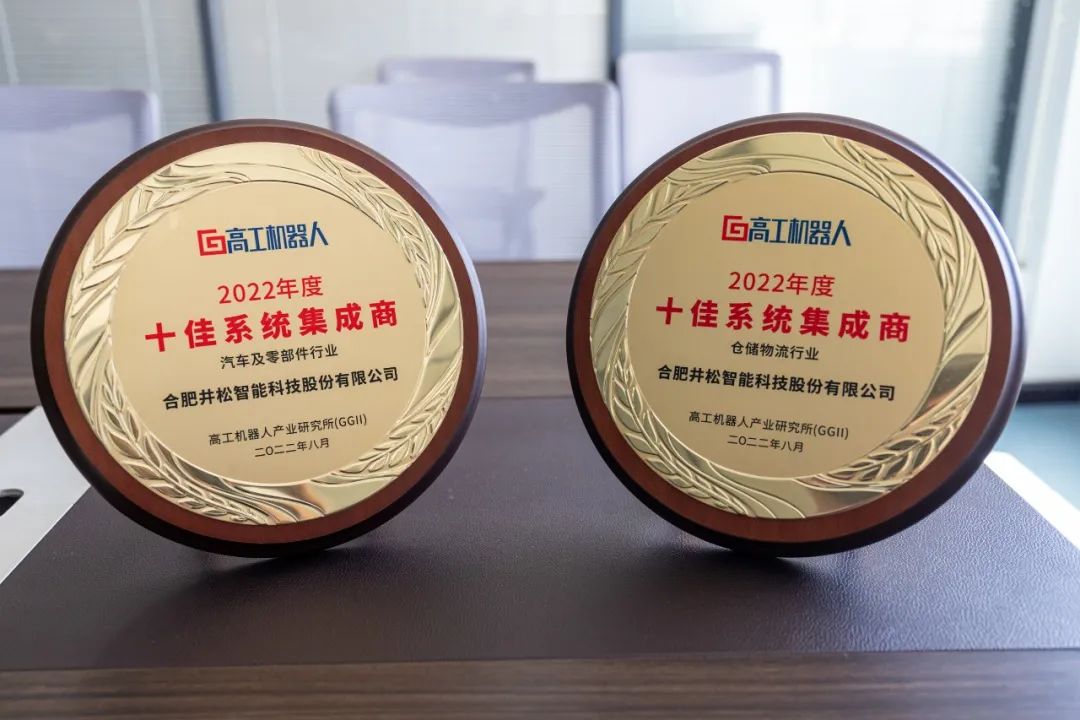 高工机器人
2022年度
十佳系统集成商
汽车及零部件行业
合肥井松智能科技股份有限公司
高工机器人产业研究所(GGII)
二〇二二年八月
高工机器人
2022年度
十佳系统集成商
仓储物流行业
合肥井松智能科技股份有限公司
高工机器人产业研究所(GGII)
二〇二二年八月